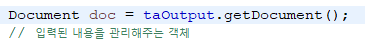 Document doc = taOutput.getDocument();
// 입력된 내용을 관리해주는 객체